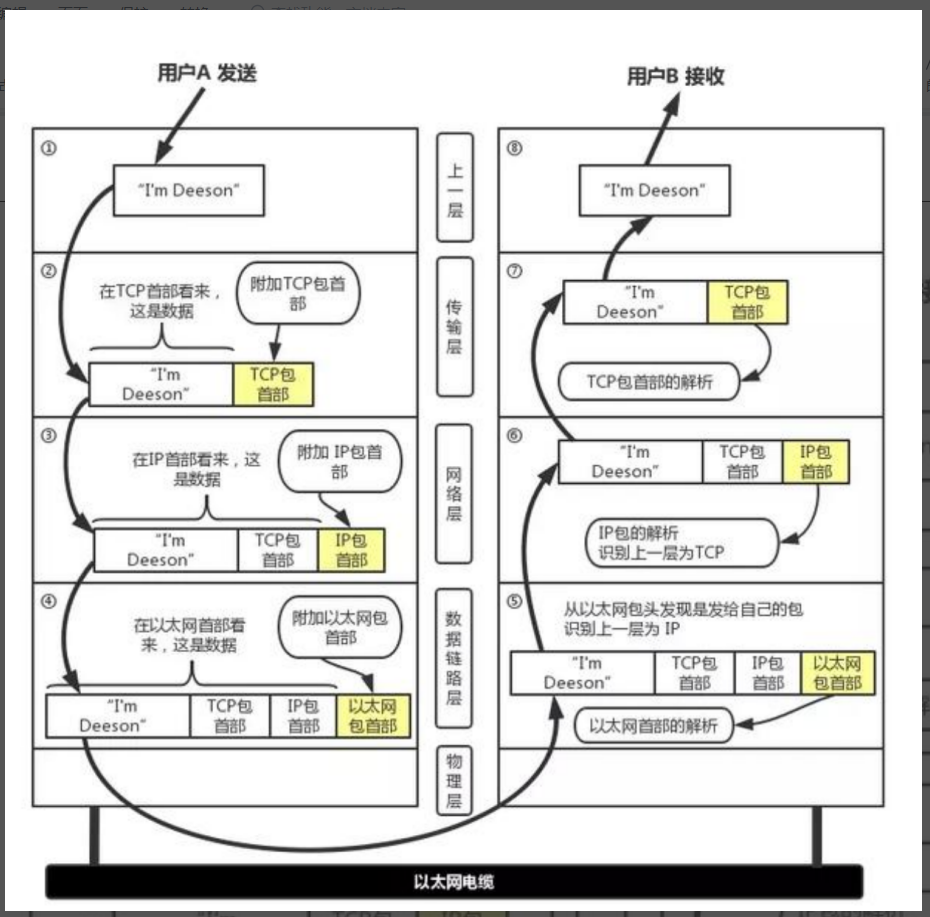 用户A 发送
①
“I'm Deeson”
②
在TCP首部看来，
这是数据
附加TCP包首
部
“I'm
Deeson”
TCP包
首部
③
在IP首部看来，这
是数据
附加 IP包首
部
“I'm
Deeson”
TCP包
首部
IP包
首部
④
在以太网首部看
来，这是数据
附加以太网包
首部
“I'm
Deeson”
TCP包
首部
IP包
首部
以太网
包首部
上一层
传输层
网络层
数据链路层
物理层
用户B 接收
⑧
“I'm Deeson”
⑦
“I'm
Deeson”
TCP包
首部
TCP包首部的解析
⑥
“I'm
Deeson”
TCP包
首部
IP包
首部
IP包的解析
识别上一层为TCP
⑤
从以太网包头发现是发给自己的包
识别上一层为 IP
“I'm
Deeson”
TCP包
首部
IP包
首部
以太网
包首部
以太网首部的解析
以太网电缆